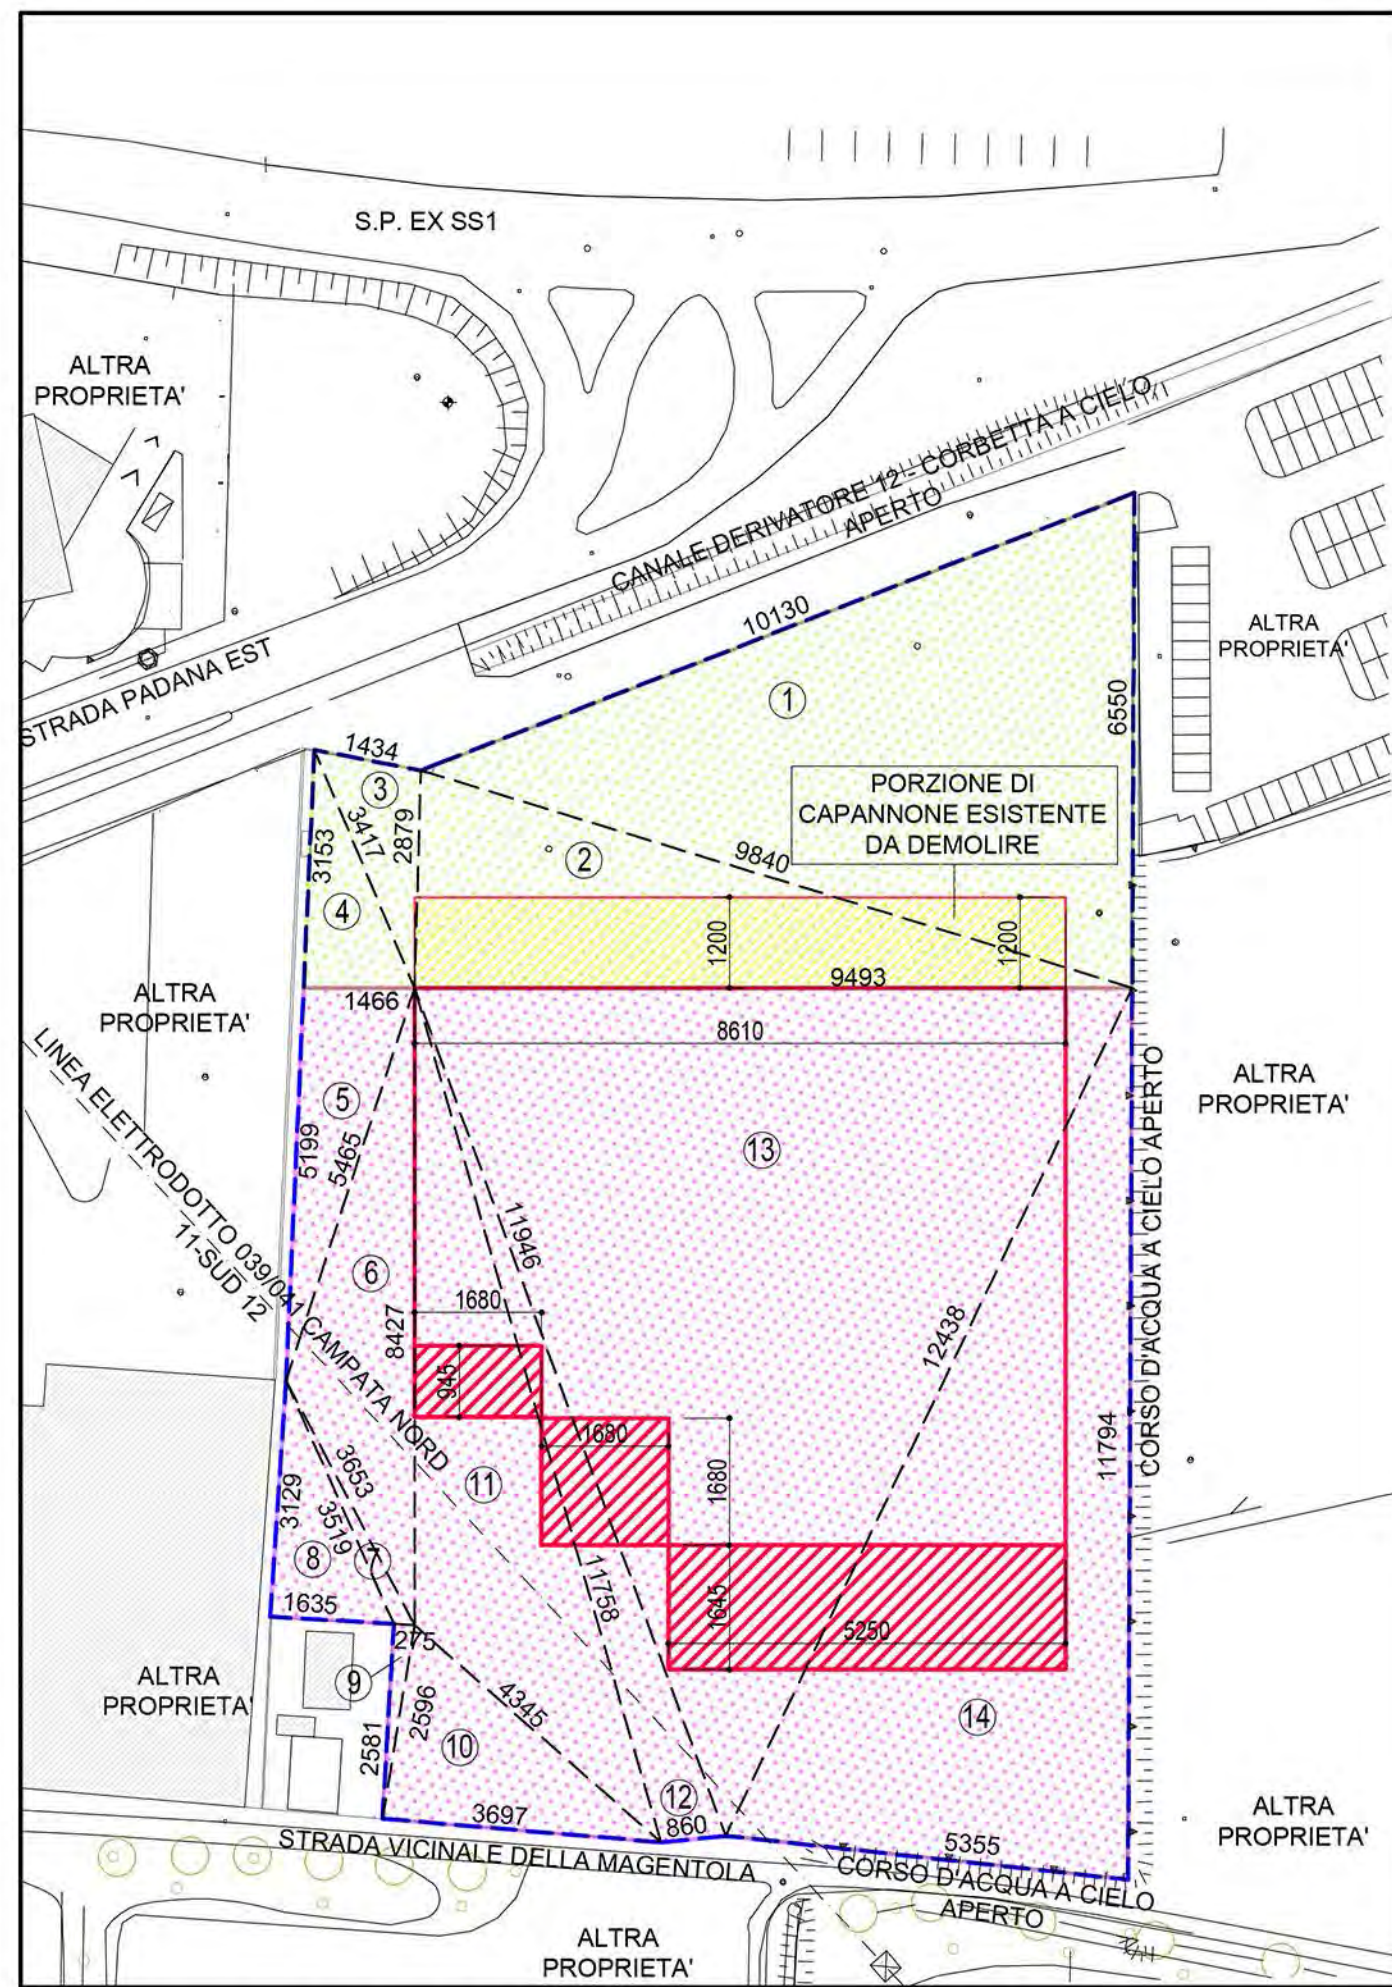 S.P. EX SS1
ALTRA
PROPRIETA'
CANALE DERIVATORE 12 - CORBETTA A CIELO
APERTO
10130
STRADA PADANA EST
ALTRA
PROPRIETA'
1
6550
1434
3
3417
2879
3153
4
2
9840
PORZIONE DI
CAPANNONE ESISTENTE
DA DEMOLIRE
1200
1200
9493
1466
8610
ALTRA
PROPRIETA'
ALTRA
PROPRIETA'
LINEA ELETTRODOTTO 039/041 CAMPATA NORD
11-SUD 12
5
5199
5465
13
11946
CORSO D'ACQUA A CIELO APERTO
6
1680
8427
945
12438
11794
1680
1680
11
3653
3519
3129
8
7
1635
275
11758
1645
5250
9
ALTRA
PROPRIETA'
2596
2581
4345
10
14
12
3697
860
5355
STRADA VICINALE DELLA MAGENTOLA
CORSO D'ACQUA A CIELO
APERTO
ALTRA
PROPRIETA'
ALTRA
PROPRIETA'